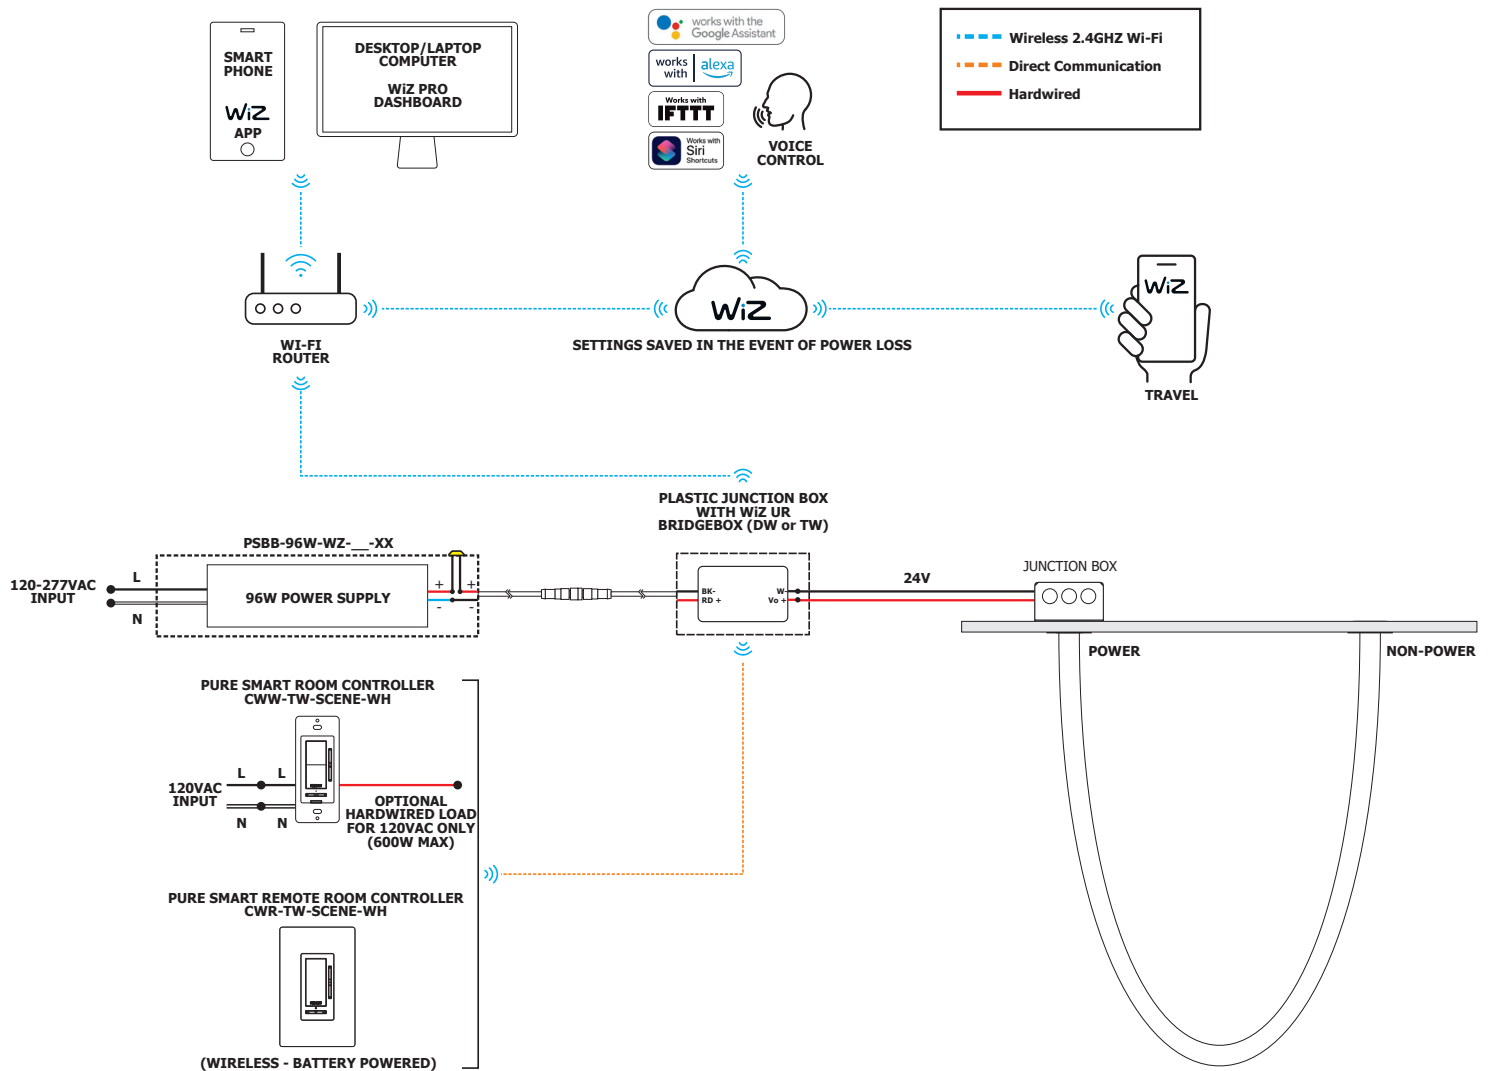 SMART
PHONE
WiZ
APP
DESKTOP/LAPTOP
COMPUTER
WiZ PRO
DASHBOARD
works with the
Google Assistant
works
with
alexa
Works with
IFTTT
Works with
Siri
Shortcuts
VOICE
CONTROL
Wireless 2.4GHZ Wi-Fi
Direct Communication
Hardwired
WI-FI
ROUTER
WiZ
SETTINGS SAVED IN THE EVENT OF POWER LOSS
WiZ
TRAVEL
PLASTIC JUNCTION BOX
WITH WiZ UR
BRIDGEBOX (DW or TW)
PSBB-96W-WZ-__-XX
120-277VAC
INPUT
L
N
96W POWER SUPPLY
+ +
- -
BK-
RD +
W-
Vo +
24V
JUNCTION BOX
POWER
NON-POWER
PURE SMART ROOM CONTROLLER
CWW-TW-SCENE-WH
120VAC
INPUT
L L
N N
OPTIONAL
HARDWIRED LOAD
FOR 120VAC ONLY
(600W MAX)
PURE SMART REMOTE ROOM CONTROLLER
CWR-TW-SCENE-WH
(WIRELESS - BATTERY POWERED)